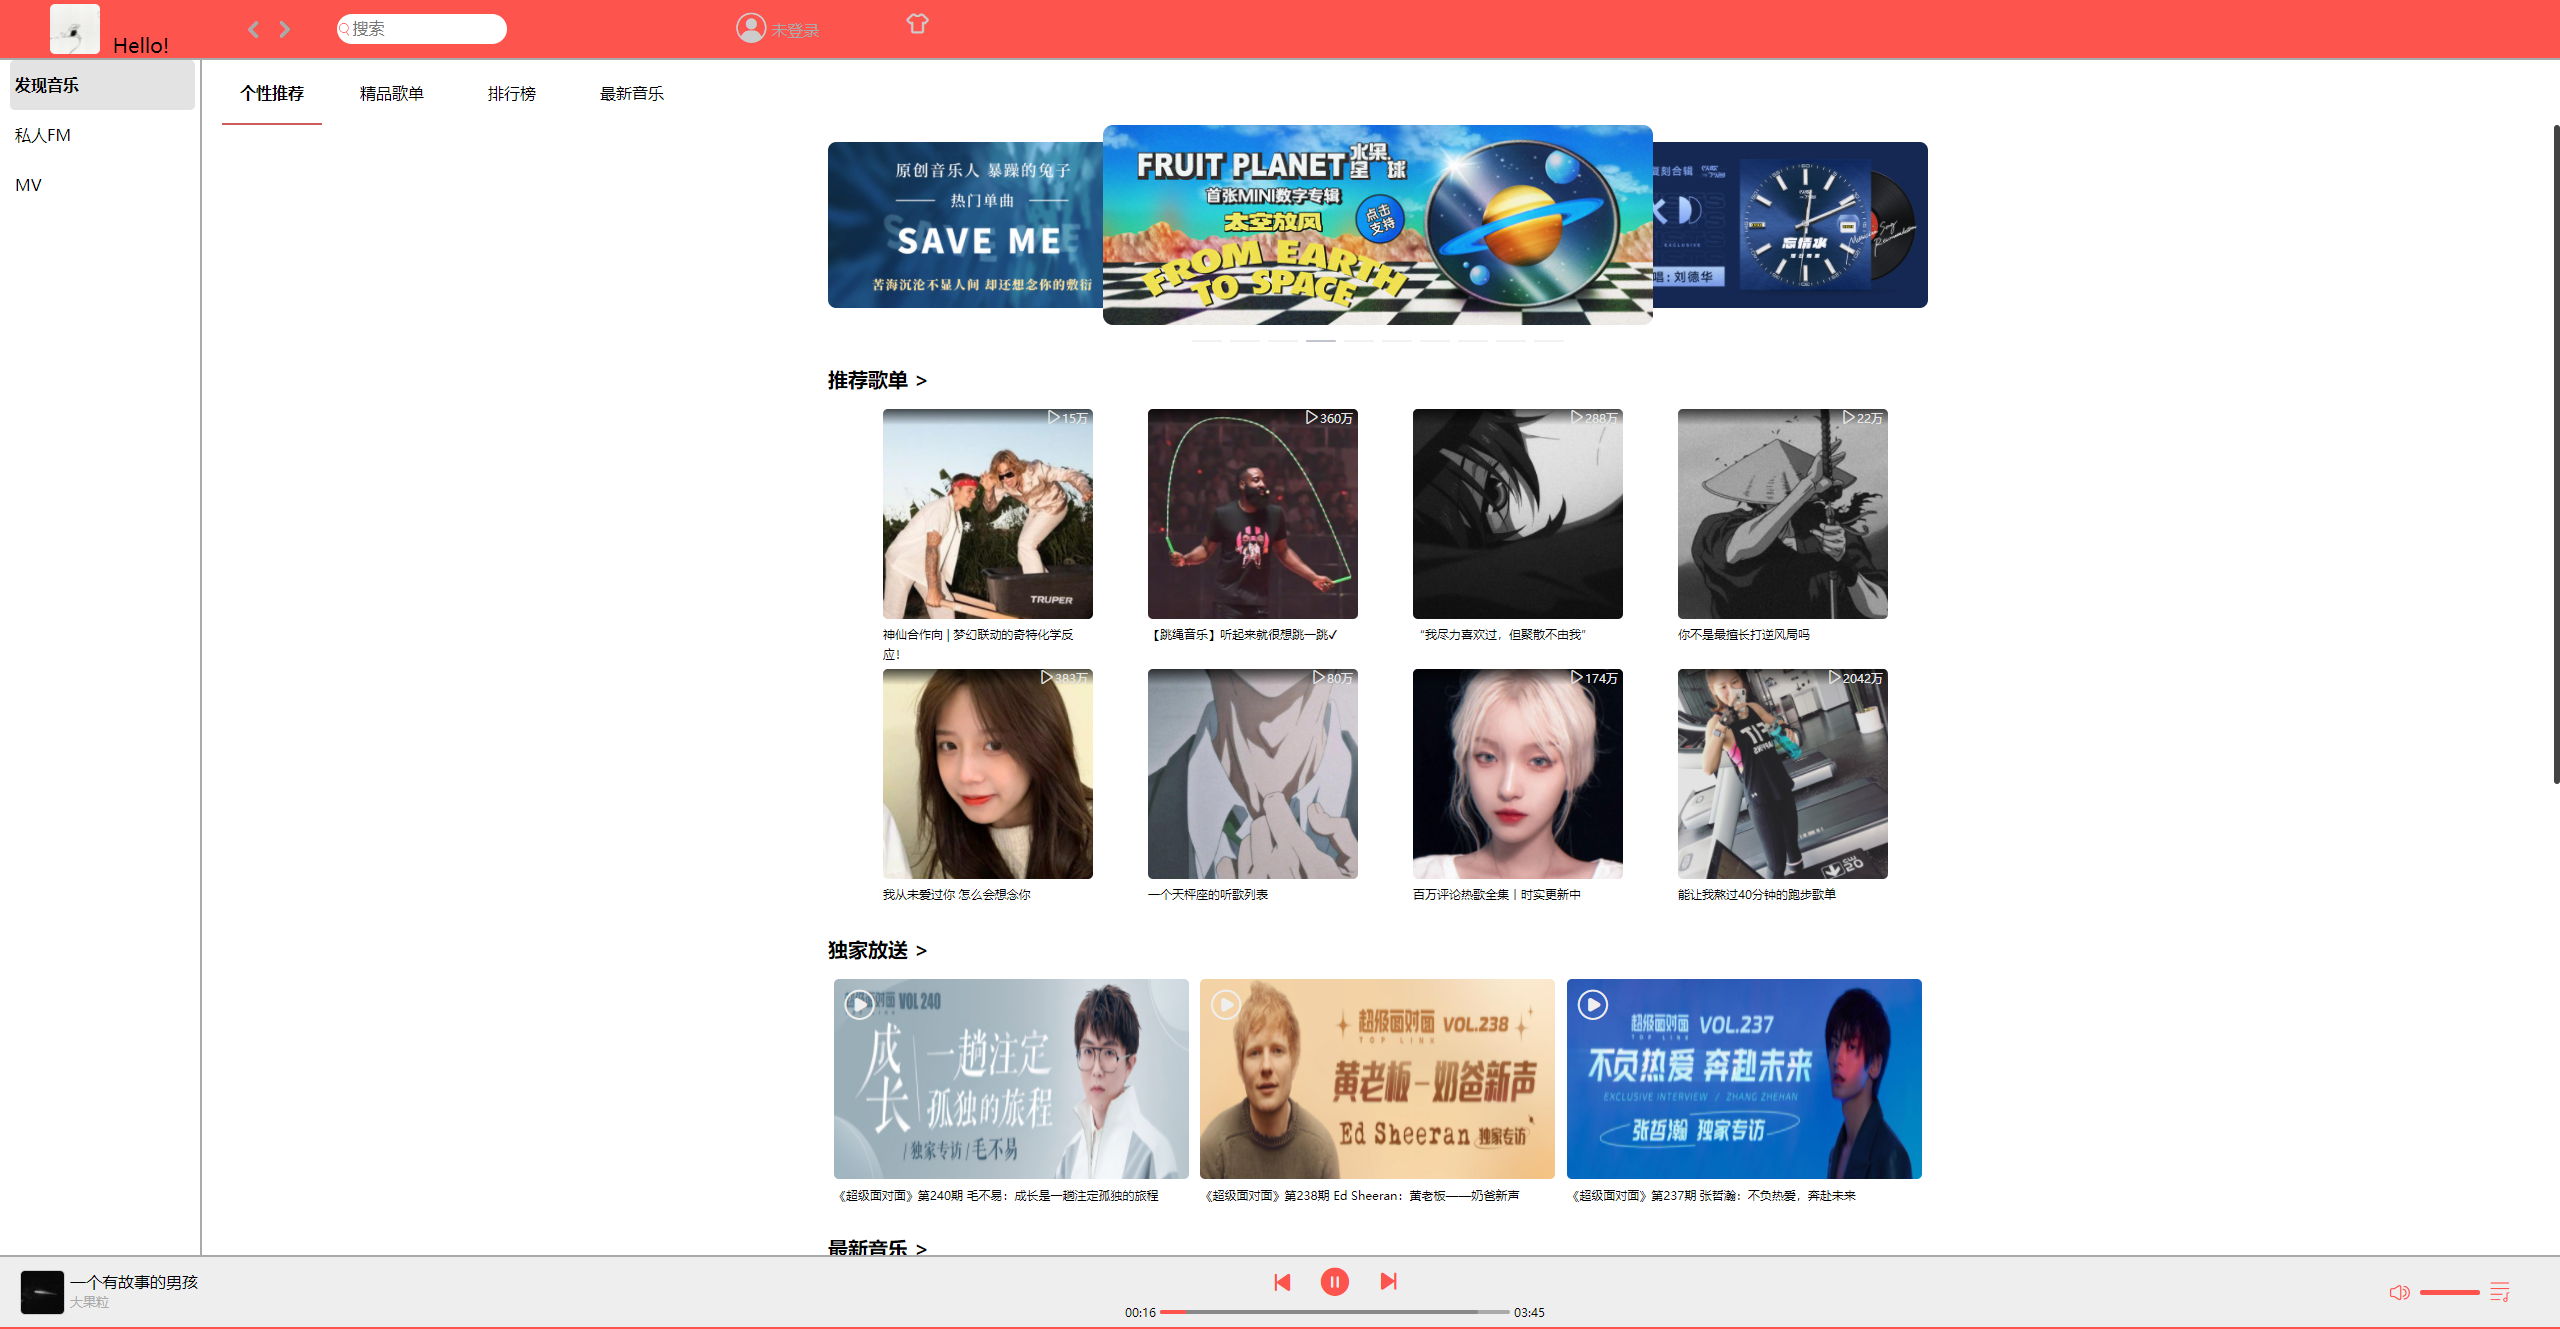 Hello!
搜索
未登录
发现音乐
私人FM
MV
个性推荐
精品歌单
排行榜
最新音乐
原创音乐人 暴躁的兔子
热门单曲
SAVE ME
苦海沉沦不显人间 却还想念你的敷衍
FRUIT PLANET 水果星球
首张MINI数字专辑
太空放风
点击支持
FROM EARTH
TO SPACE
复刻合辑
EXCLUSIVE
唱：刘德华
忘情水
推荐歌单 >
15万
360万
288万
22万
TRUPER
神仙合作向 | 梦幻联动的奇特化学反
应！
【跳绳音乐】听起来就很想跳一跳✓
“我尽力喜欢过，但聚散不由我”
你不是最擅长打逆风局吗
383万
80万
174万
2042万
我从未爱过你 怎么会想念你
一个天枰座的听歌列表
百万评论热歌全集丨时实更新中
能让我熬过40分钟的跑步歌单
独家放送 >
超级面对面 VOL 240
成长
一趟注定
孤独的旅程
/ 独家专访 / 毛不易
超级面对面 VOL.238
TOP LINK
黄老板-奶爸新声
Ed Sheeran 独家专访
超级面对面 VOL.237
TOP LINK
不负热爱 奔赴未来
EXCLUSIVE INTERVIEW / ZHANG ZHEHAN
张哲瀚 独家专访
《超级面对面》第240期 毛不易：成长是一趟注定孤独的旅程
《超级面对面》第238期 Ed Sheeran：黄老板——奶爸新声
《超级面对面》第237期 张哲瀚：不负热爱，奔赴未来
最新音乐 >
一个有故事的男孩
大果粒
00:16
03:45